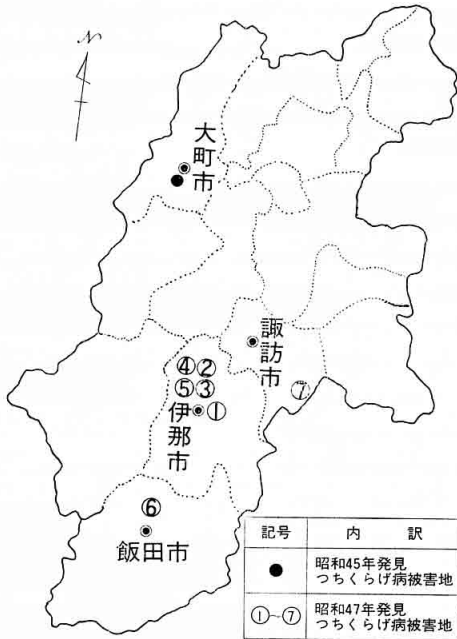 N
大町市
諏訪市
⑦
④②
⑤③
伊
①
那市
⑥
飯田市
記号 内訳
● 昭和45年発見
つちくらげ病被害地
①~⑦ 昭和47年発見
つちくらげ病被害地